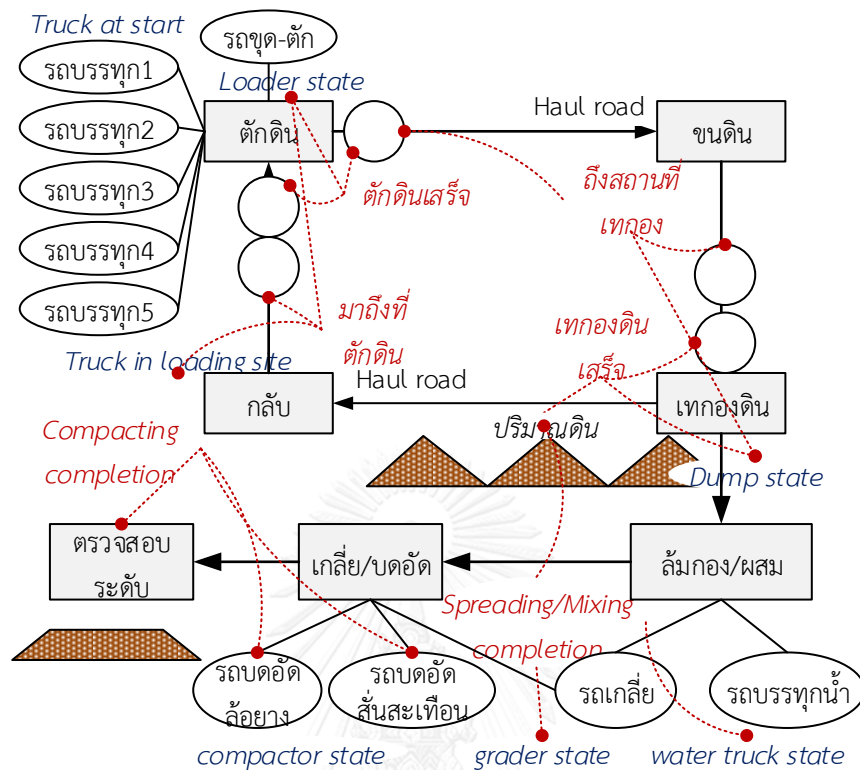 Truck at start
รถขุด-ตัก
รถบรรทุก1
Loader state
Haul road
ตักดิน
ขนดิน
รถบรรทุก2
รถบรรทุก3
ตักดินเสร็จ
ถึงสถานที่
เทกอง
รถบรรทุก4
รถบรรทุก5
มาถึงที่
ตักดิน
เทกองดิน
เสร็จ
Truck in loading site
Haul road
กลับ
เทกองดิน
ปริมาณดิน
Compacting
completion
Dump state
ตรวจสอบ
ระดับ
เกลี่ย/บดอัด
ล้มกอง/ผสม
Spreading/Mixing
completion
รถบดอัด
ล้อยาง
รถบดอัด
สั่นสะเทือน
รถเกลี่ย
รถบรรทุกน้ำ
compactor state
grader state
water truck state